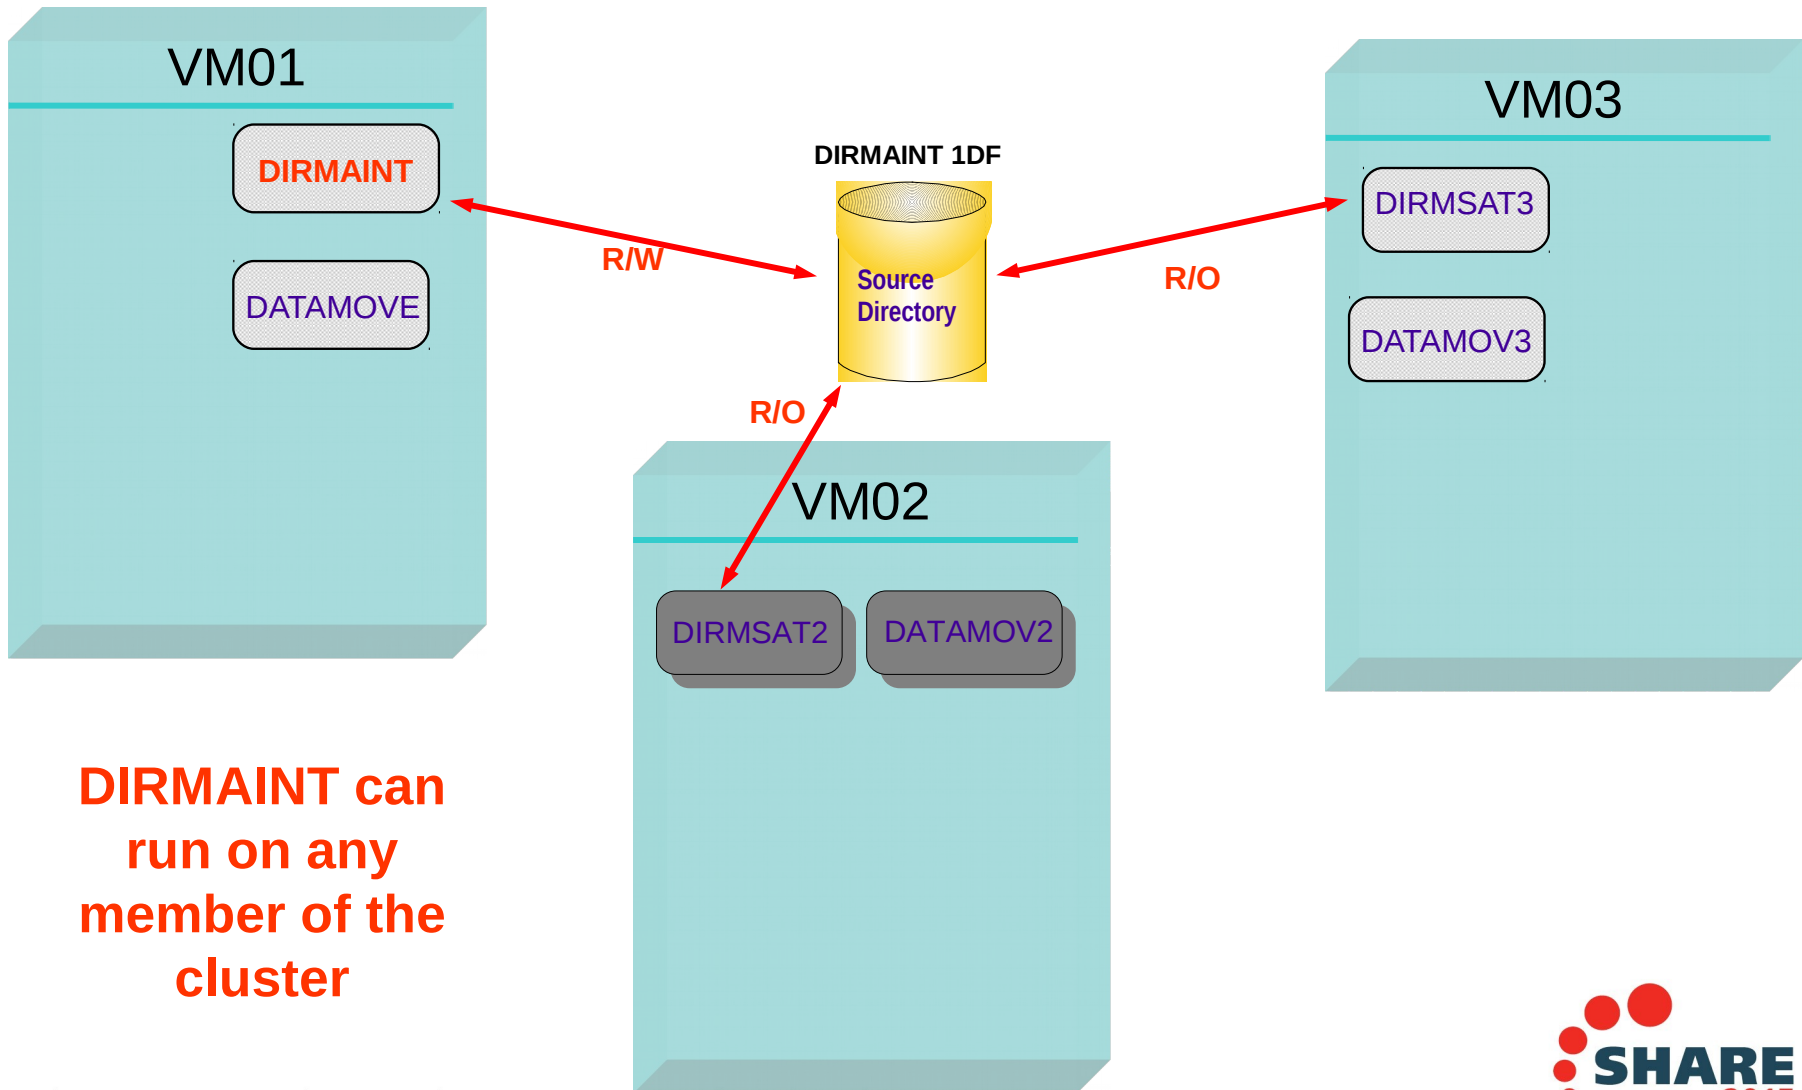 VM01
DIRMAINT
DATAMOVE
DIRMAINT 1DF
Source
Directory
R/W
R/O
R/O
VM03
DIRMSAT3
DATAMOV3
VM02
DIRMSAT2
DATAMOV2
DIRMAINT can
run on any
member of the
cluster
SHARE